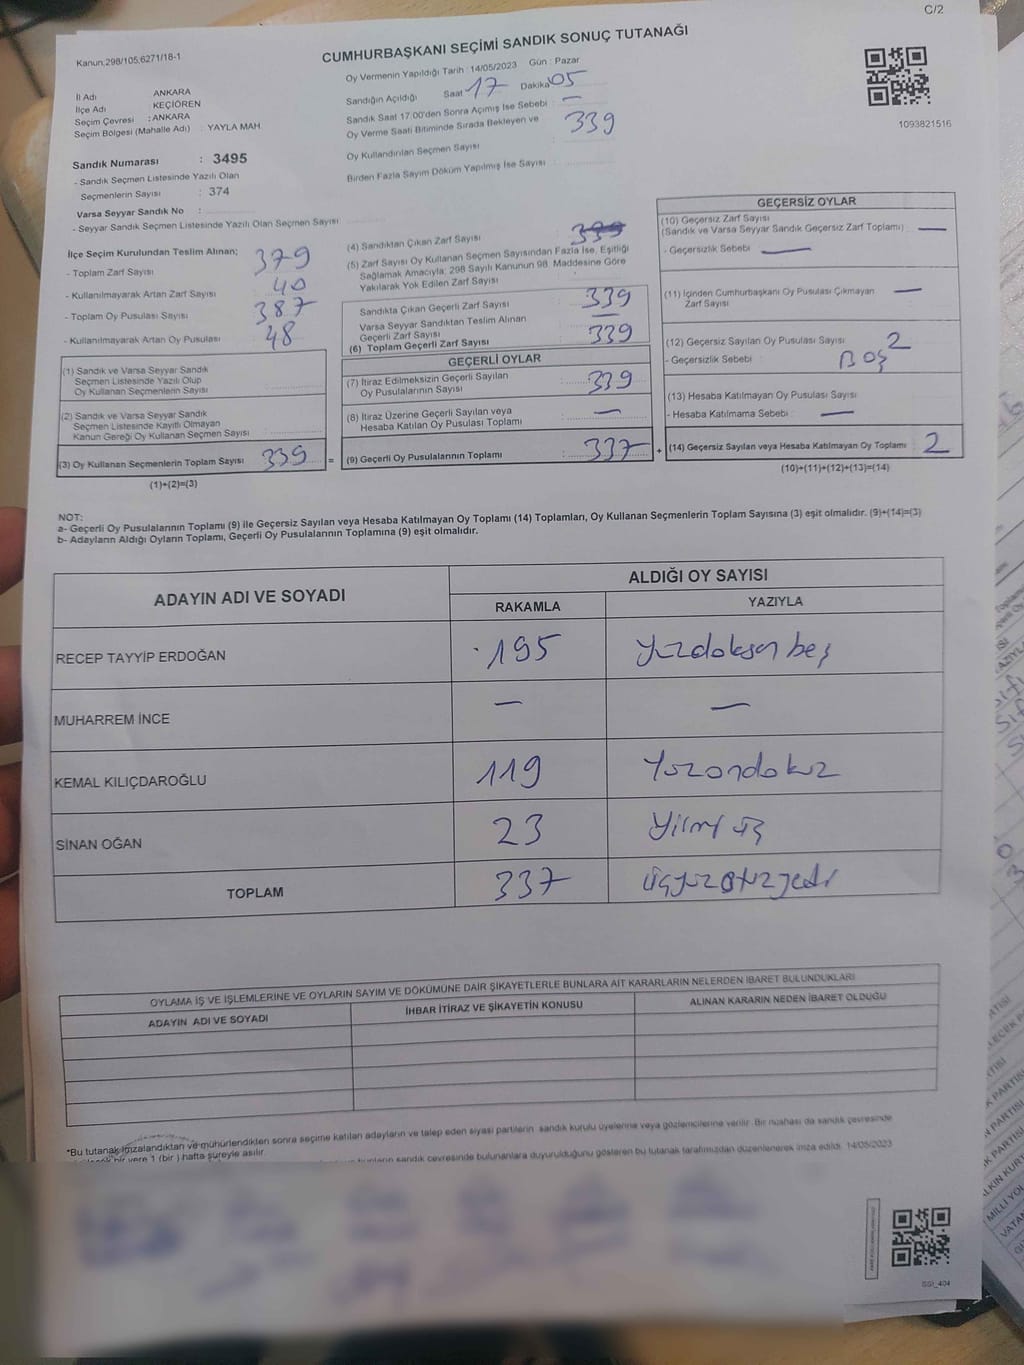 C/2
Kanun,298/105,6271/18-1
CUMHURBAŞKANI SEÇİMİ SANDIK SONUÇ TUTANAĞI
Oy Vermenin Yapıldığı Tarih : 14/05/2023 Gün : Pazar
İl Adı ANKARA
İlçe Adı : KEÇİÖREN
Seçim Çevresi : ANKARA
Seçim Bölgesi (Mahalle Adı) : YAYLA MAH.
Sandığın Açıldığı Saat 17 Dakika 05
Sandık Saat 17.00'den Sonra Açılmış İse Sebebi : —
Oy Verme Saati Bitiminde Sırada Bekleyen ve
Oy Kullandırılan Seçmen Sayısı 339
Birden Fazla Sayım Döküm Yapılmış İse Sayısı :
1093821516
Sandık Numarası : 3495
- Sandık Seçmen Listesinde Yazılı Olan
Seçmenlerin Sayısı : 374
Varsa Seyyar Sandık No :
- Seyyar Sandık Seçmen Listesinde Yazılı Olan Seçmen Sayısı
İlçe Seçim Kurulundan Teslim Alınan;
- Toplam Zarf Sayısı 379
- Kullanılmayarak Artan Zarf Sayısı 40
- Toplam Oy Pusulası Sayısı : 387
- Kullanılmayarak Artan Oy Pusulası 48
(1) Sandık ve Varsa Seyyar Sandık
Seçmen Listesinde Yazılı Olup
Oy Kullanan Seçmenlerin Sayısı :
(2) Sandık ve Varsa Seyyar Sandık
Seçmen Listesinde Kayıtlı Olmayan
Kanun Gereği Oy Kullanan Seçmen Sayısı
(3) Oy Kullanan Seçmenlerin Toplam Sayısı 339 =
(1)+(2)=(3)
(4) Sandıktan Çıkan Zarf Sayısı : 339
(5) Zarf Sayısı Oy Kullanan Seçmen Sayısından Fazla İse, Eşitliği
Sağlamak Amacıyla; 298 Sayılı Kanunun 98. Maddesine Göre
Yakılarak Yok Edilen Zarf Sayısı
Sandıkta Çıkan Geçerli Zarf Sayısı : 339
Varsa Seyyar Sandıktan Teslim Alınan
Geçerli Zarf Sayısı —
(6) Toplam Geçerli Zarf Sayısı 339
GEÇERLİ OYLAR
(7) İtiraz Edilmeksizin Geçerli Sayılan
Oy Pusulalarının Sayısı : 339
(8) İtiraz Üzerine Geçerli Sayılan veya
Hesaba Katılan Oy Pusulası Toplamı : —
(9) Geçerli Oy Pusulalarının Toplamı : 337 +
GEÇERSİZ OYLAR
(10) Geçersiz Zarf Sayısı
(Sandık ve Varsa Seyyar Sandık Geçersiz Zarf Toplamı) : —
- Geçersizlik Sebebi : —
(11) İçinden Cumhurbaşkanı Oy Pusulası Çıkmayan
Zarf Sayısı —
(12) Geçersiz Sayılan Oy Pusulası Sayısı : 2
- Geçersizlik Sebebi : BOŞ
(13) Hesaba Katılmayan Oy Pusulası Sayısı
- Hesaba Katılmama Sebebi : —
(14) Geçersiz Sayılan veya Hesaba Katılmayan Oy Toplamı : 2
(10)+(11)+(12)+(13)=(14)
NOT:
a- Geçerli Oy Pusulalarının Toplamı (9) ile Geçersiz Sayılan veya Hesaba Katılmayan Oy Toplamı (14) Toplamları, Oy Kullanan Seçmenlerin Toplam Sayısına (3) eşit olmalıdır. (9)+(14)=(3)
b- Adayların Aldığı Oyların Toplamı, Geçerli Oy Pusulalarının Toplamına (9) eşit olmalıdır.
ADAYIN ADI VE SOYADI ALDIĞI OY SAYISI
RAKAMLA YAZIYLA
RECEP TAYYİP ERDOĞAN 195 Yüzdoksan beş
MUHARREM İNCE — —
KEMAL KILIÇDAROĞLU 119 Yüzondokuz
SİNAN OĞAN 23 Yirmi üç
TOPLAM 337 üçyüzotuzyedi
OYLAMA İŞ VE İŞLEMLERİNE VE OYLARIN SAYIM VE DÖKÜMÜNE DAİR ŞİKAYETLERLE BUNLARA AİT KARARLARIN NELERDEN İBARET BULUNDUKLARI
ADAYIN ADI VE SOYADI İHBAR İTİRAZ VE ŞİKAYETİN KONUSU ALINAN KARARIN NEDEN İBARET OLDUĞU
*Bu tutanak imzalandıktan ve mühürlendikten sonra seçime katılan adayların ve talep eden siyasi partilerin sandık kurulu üyelerine veya gözlemcilerine verilir. Bir nüshası da sandık çevresinde
bir yere 1 (bir ) hafta süreyle asılır.
sandık çevresinde bulunanlara duyurulduğunu gösteren bu tutanak tarafımızdan düzenlenerek imza edildi. 14/05/2023
SSI_404